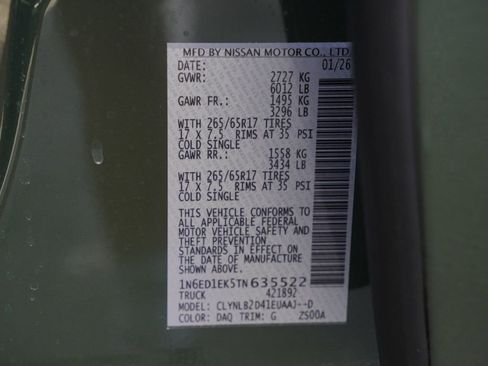 MFD BY NISSAN MOTOR CO., LTD
DATE: 01/26
GVWR: 2727 KG
6012 LB
GAWR FR.: 1495 KG
3296 LB
WITH 265/65R17 TIRES
17 X 7.5 RIMS AT 35 PSI
COLD SINGLE
GAWR RR.: 1558 KG
3434 LB
WITH 265/65R17 TIRES
17 X 7.5 RIMS AT 35 PSI
COLD SINGLE
THIS VEHICLE CONFORMS TO
ALL APPLICABLE FEDERAL
MOTOR VEHICLE SAFETY AND
THEFT PREVENTION
STANDARDS IN EFFECT ON
THE DATE OF MANUFACTURE
SHOWN ABOVE.
1N6ED1EK5TN635522
TRUCK 421892
MODEL: CLYNLB2D41EUAAJ--D
COLOR: DAQ TRIM: G ZS00A